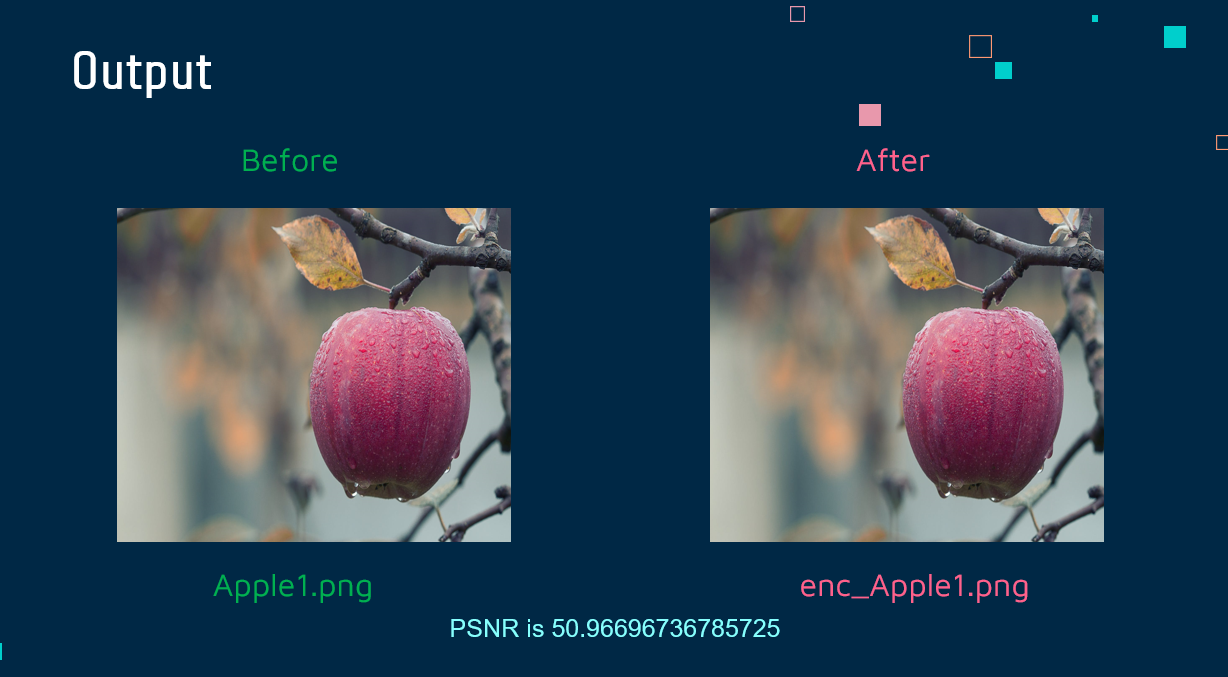 Output
Before
After
Apple1.png
enc_Apple1.png
PSNR is 50.96696736785725